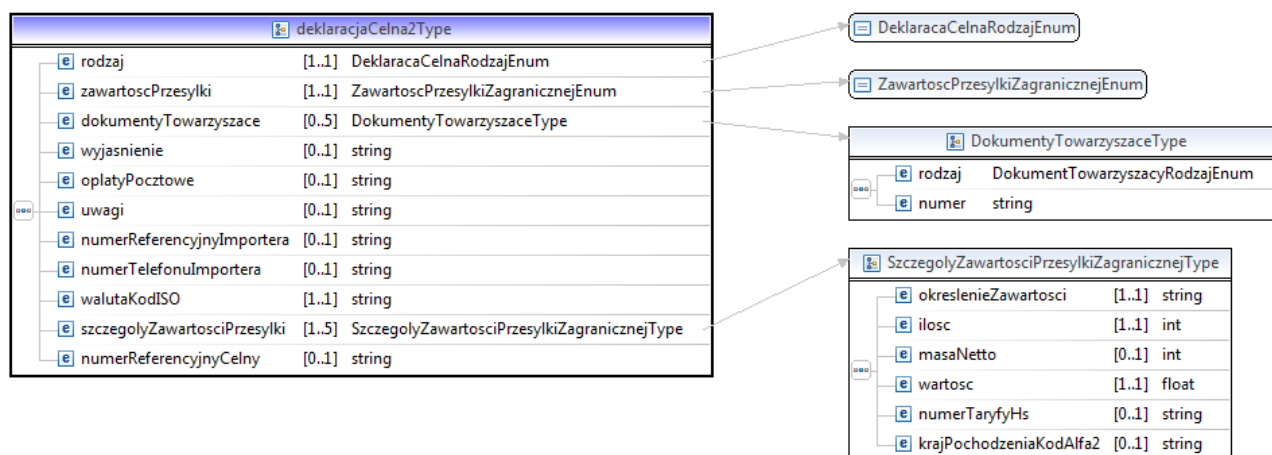 deklaracjaCelna2Type
rodzaj [1..1] DeklaracaCelnaRodzajEnum
zawartoscPrzesylki [1..1] ZawartoscPrzesylkiZagranicznejEnum
dokumentyTowarzyszace [0..5] DokumentyTowarzyszaceType
wyjasnienie [0..1] string
oplatyPocztowe [0..1] string
uwagi [0..1] string
numerReferencyjnyImportera [0..1] string
numerTelefonuImportera [0..1] string
walutaKodISO [1..1] string
szczegolyZawartosciPrzesylki [1..5] SzczegolyZawartosciPrzesylkiZagranicznejType
numerReferencyjnyCelny [0..1] string
DeklaracaCelnaRodzajEnum
ZawartoscPrzesylkiZagranicznejEnum
DokumentyTowarzyszaceType
rodzaj DokumentTowarzyszacyRodzajEnum
numer string
SzczegolyZawartosciPrzesylkiZagranicznejType
okreslenieZawartosci [1..1] string
ilosc [1..1] int
masaNetto [0..1] int
wartosc [1..1] float
numerTaryfyHs [0..1] string
krajPochodzeniaKodAlfa2 [0..1] string